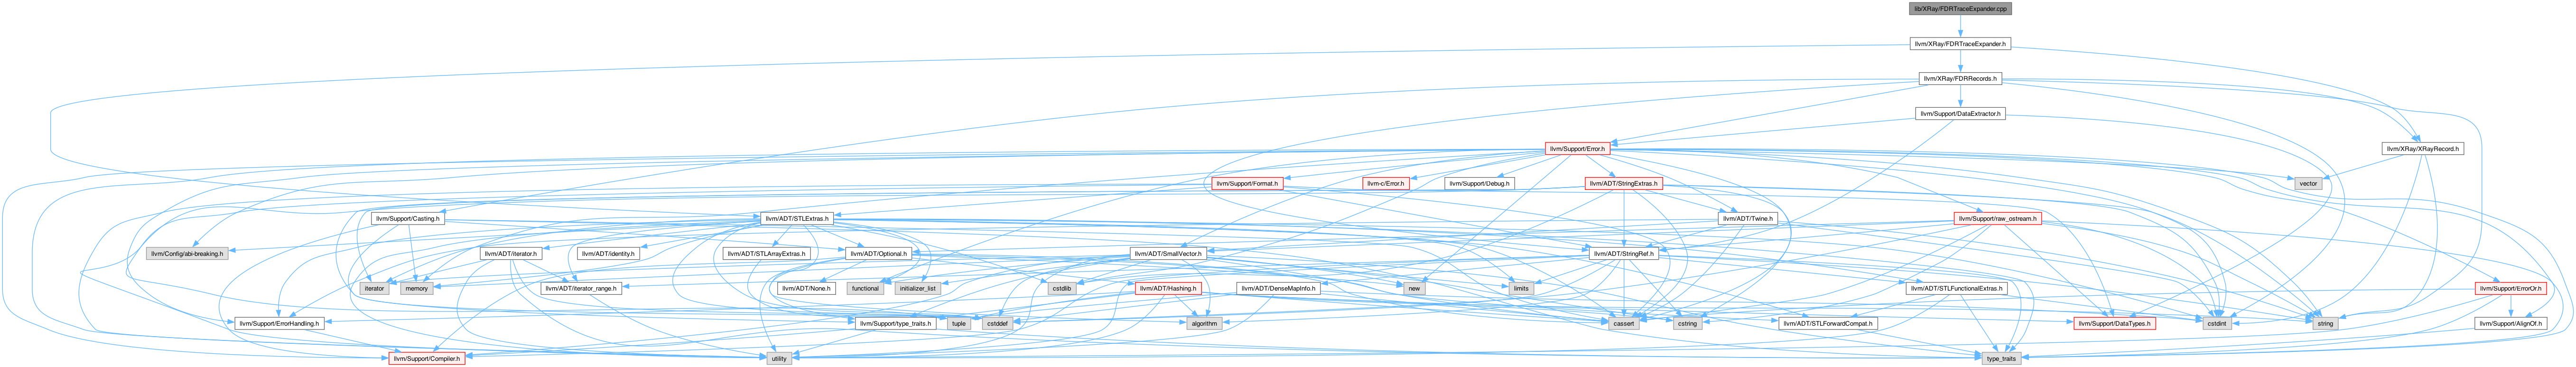 lib/XRay/FDRTraceExpander.cpp
llvm/XRay/FDRTraceExpander.h
llvm/XRay/FDRRecords.h
llvm/Support/DataExtractor.h
llvm/Support/Error.h
llvm/XRay/XRayRecord.h
llvm/Support/Format.h
llvm-c/Error.h
llvm/Support/Debug.h
llvm/ADT/StringExtras.h
vector
llvm/Support/Casting.h
llvm/ADT/STLExtras.h
llvm/ADT/Twine.h
llvm/Support/raw_ostream.h
llvm/Config/abi-breaking.h
llvm/ADT/iterator.h
llvm/ADT/identity.h
llvm/ADT/STLArrayExtras.h
llvm/ADT/Optional.h
llvm/ADT/SmallVector.h
llvm/ADT/StringRef.h
iterator
memory
llvm/ADT/iterator_range.h
llvm/ADT/None.h
functional
initializer_list
cstdlib
llvm/ADT/Hashing.h
llvm/ADT/DenseMapInfo.h
new
limits
llvm/ADT/STLFunctionalExtras.h
llvm/Support/ErrorOr.h
llvm/Support/ErrorHandling.h
llvm/Support/type_traits.h
tuple
cstddef
algorithm
cassert
cstring
llvm/ADT/STLForwardCompat.h
llvm/Support/DataTypes.h
cstdint
string
llvm/Support/AlignOf.h
llvm/Support/Compiler.h
utility
type_traits